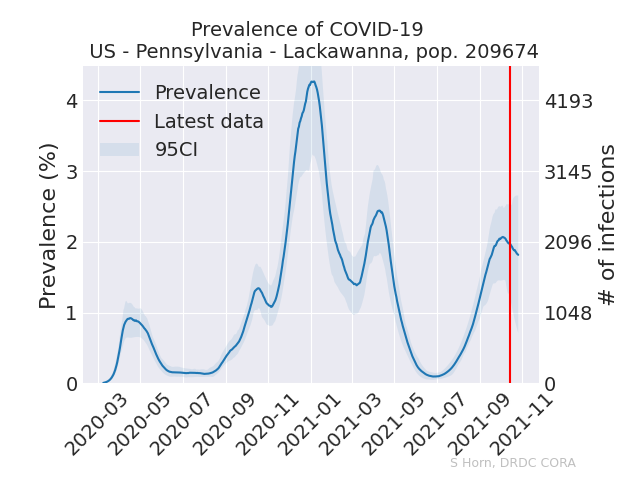 Prevalence of COVID-19
US - Pennsylvania - Lackawanna, pop. 209674
Prevalence
Latest data
95CI
Prevalence (%)
4
3
2
1
0
4193
3145
2096
1048
0
# of infections
2020-03
2020-05
2020-07
2020-09
2020-11
2021-01
2021-03
2021-05
2021-07
2021-09
2021-11
S Horn, DRDC CORA